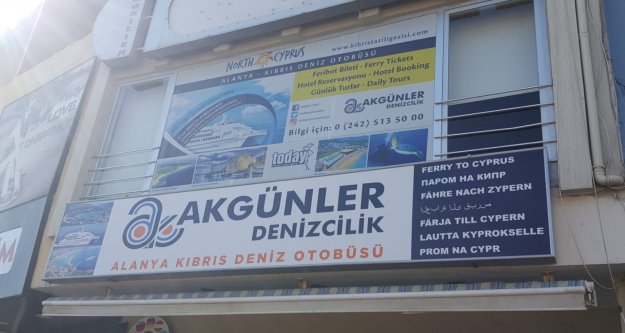 NORTH CYPRUS
ALANYA - KIBRIS DENİZ OTOBÜSÜ
www.kibristatilgezisi.com
Feribot Bileti - Ferry Tickets
Hotel Rezervasyonu - Hotel Booking
Günlük Turlar - Daily Tours
AKGÜNLER
DENİZCİLİK
Bilgi için: 0 (242) 513 50 00
today
AKGÜNLER
DENİZCİLİK
ALANYA KIBRIS DENİZ OTOBÜSÜ
FERRY TO CYPRUS
ПАРОМ НА КИПР
FÄHRE NACH ZYPERN
FÄRJA TILL CYPERN
LAUTTA KYPROKSELLE
PROM NA CYPR